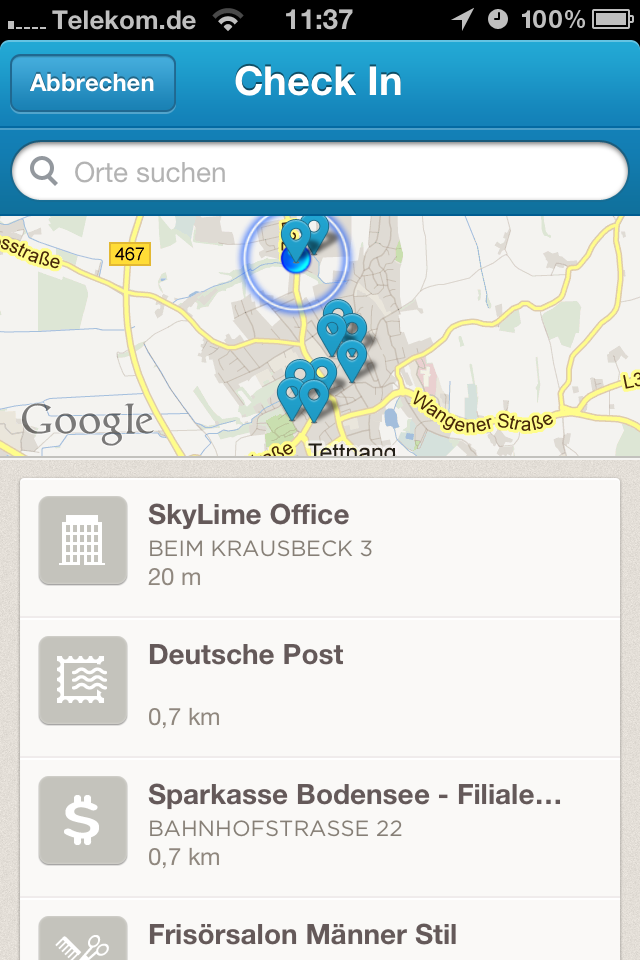 Telekom.de 11:37 100%
Abbrechen Check In
Orte suchen
sstraße
467
L3
Wangener Straße
Google
aße
Tettnang
SkyLime Office
BEIM KRAUSBECK 3
20 m
Deutsche Post
0,7 km
Sparkasse Bodensee - Filiale...
BAHNHOFSTRASSE 22
0,7 km
Frisörsalon Männer Stil